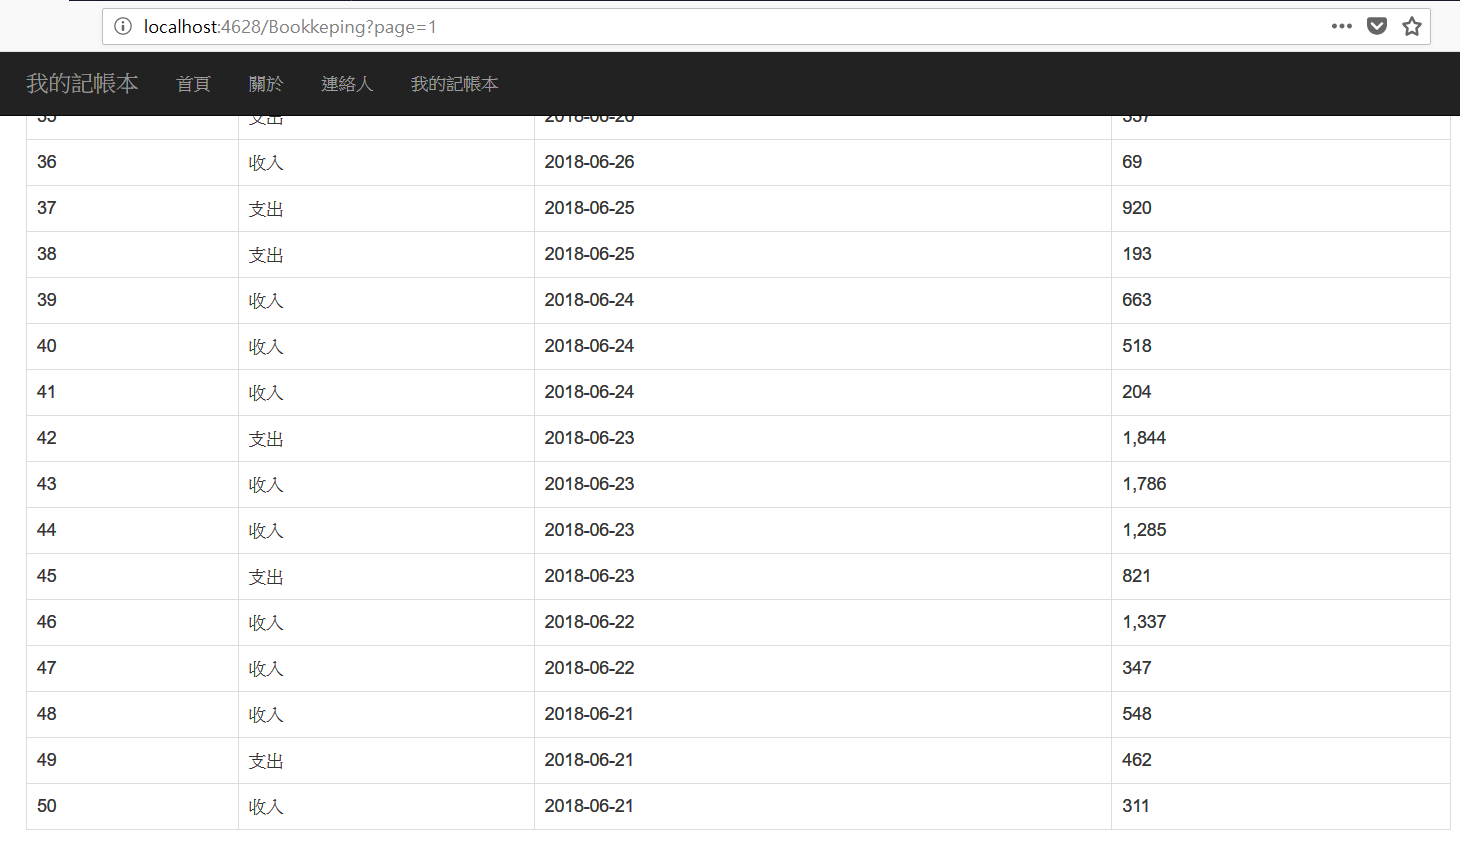 localhost:4628/Bookkeping?page=1
我的記帳本 首頁 關於 連絡人 我的記帳本
35 支出 2018-06-26
36 收入 2018-06-26 69
37 支出 2018-06-25 920
38 支出 2018-06-25 193
39 收入 2018-06-24 663
40 收入 2018-06-24 518
41 收入 2018-06-24 204
42 支出 2018-06-23 1,844
43 收入 2018-06-23 1,786
44 收入 2018-06-23 1,285
45 支出 2018-06-23 821
46 收入 2018-06-22 1,337
47 收入 2018-06-22 347
48 收入 2018-06-21 548
49 支出 2018-06-21 462
50 收入 2018-06-21 311